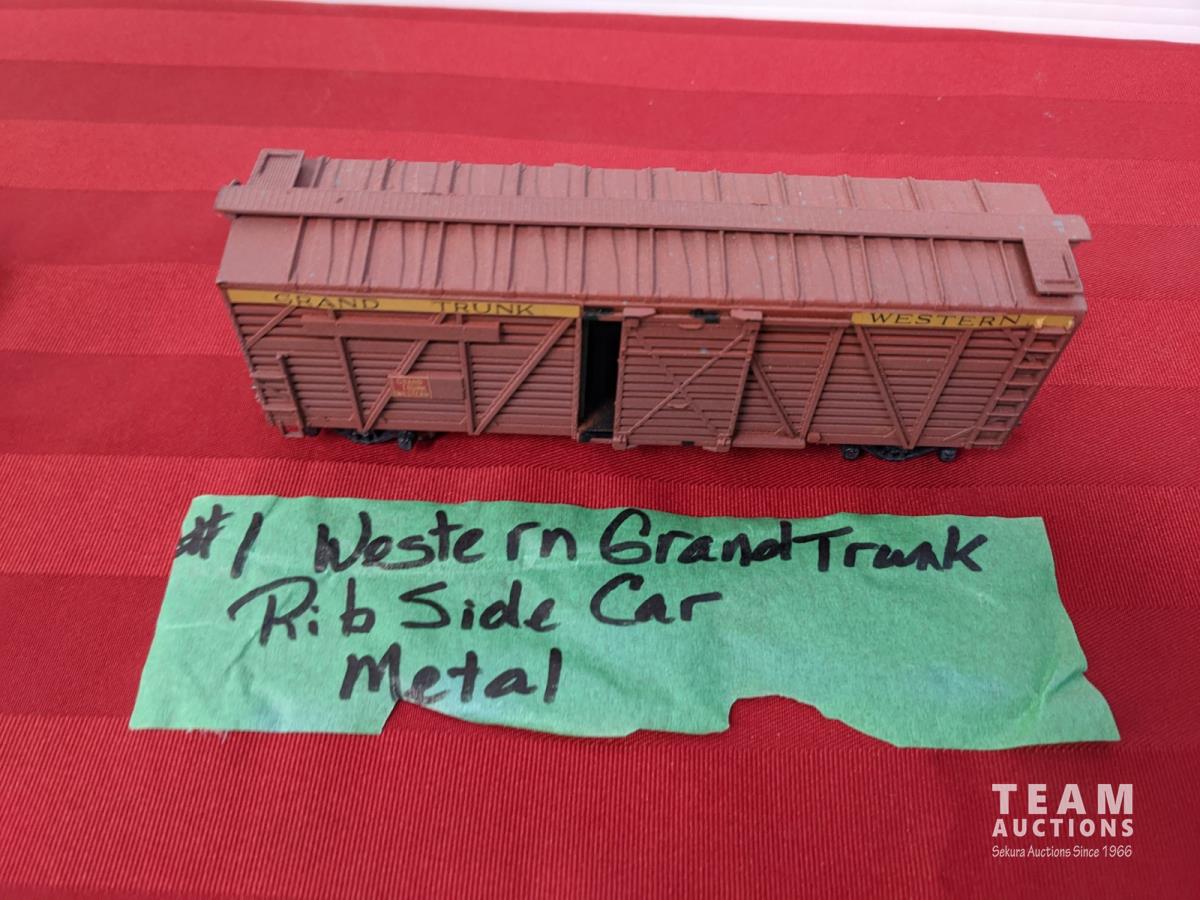 GRAND TRUNK
WESTERN
#1 Western Grand Trunk
Rib Side Car
Metal
TEAM
AUCTIONS
Sekura Auctions Since 1966